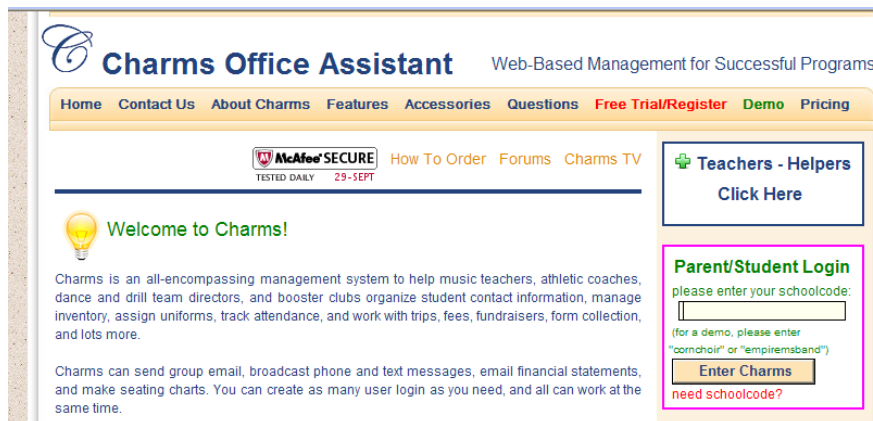 C Charms Office Assistant Web-Based Management for Successful Programs
Home Contact Us About Charms Features Accessories Questions Free Trial/Register Demo Pricing
McAfee SECURE How To Order Forums Charms TV
TESTED DAILY 29-SEPT
Teachers - Helpers
Click Here
Welcome to Charms!
Charms is an all-encompassing management system to help music teachers, athletic coaches,
dance and drill team directors, and booster clubs organize student contact information, manage
inventory, assign uniforms, track attendance, and work with trips, fees, fundraisers, form collection,
and lots more.
Charms can send group email, broadcast phone and text messages, email financial statements,
and make seating charts. You can create as many user login as you need, and all can work at the
same time.
Parent/Student Login
please enter your schoolcode:
(for a demo, please enter
"cornchoir" or "empiremsband")
Enter Charms
need schoolcode?